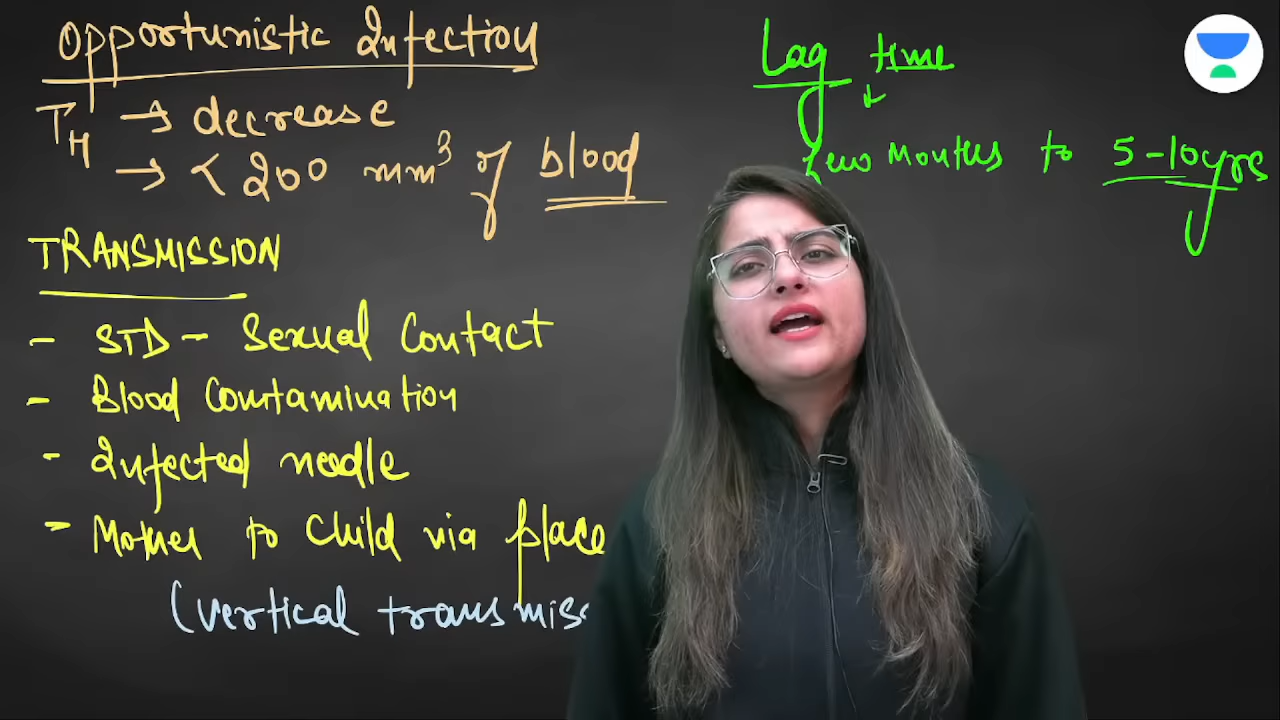 Opportunistic Infection
TH → decrease
→ < 200 mm³ of blood
TRANSMISSION
- STD - Sexual Contact
- Blood Contamination
- Infected needle
- Mother to Child via place
(vertical transmiss
Lag time
↓
few Months to 5-10yrs